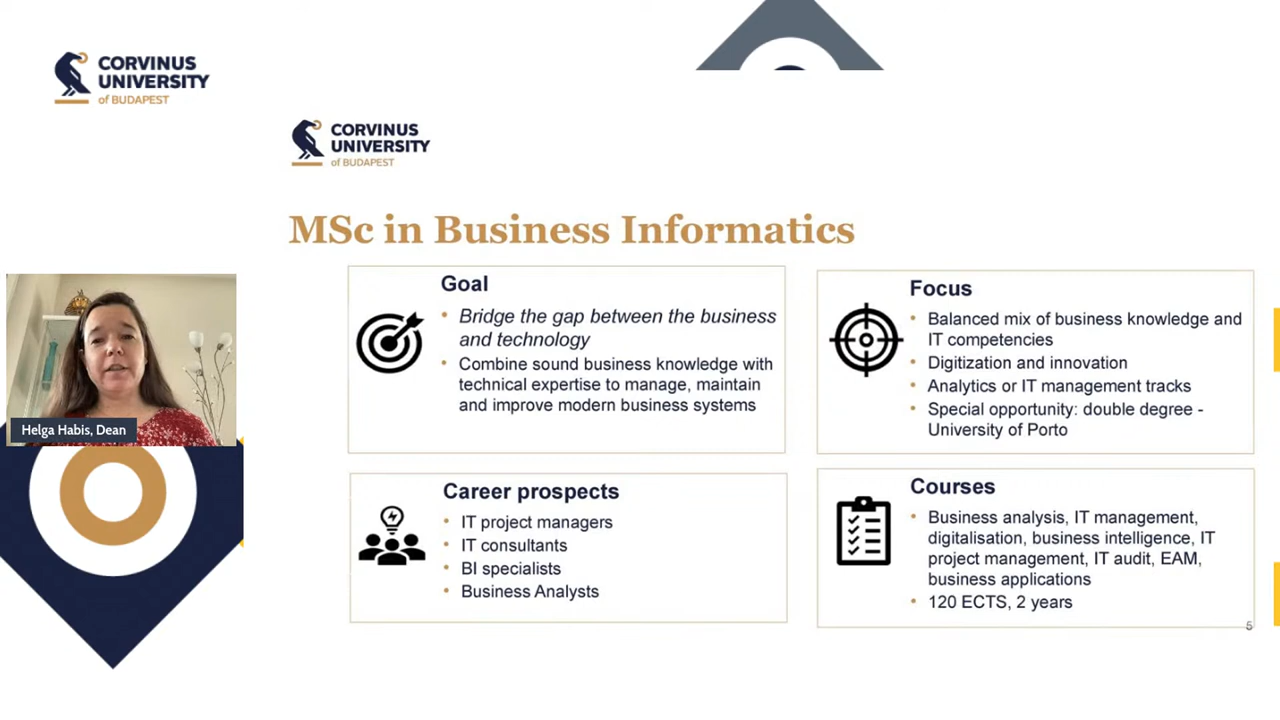 CORVINUS
UNIVERSITY
of BUDAPEST
CORVINUS
UNIVERSITY
of BUDAPEST
MSc in Business Informatics
Goal
• Bridge the gap between the business
and technology
• Combine sound business knowledge with
technical expertise to manage, maintain
and improve modern business systems
Focus
• Balanced mix of business knowledge and
IT competencies
• Digitization and innovation
• Analytics or IT management tracks
• Special opportunity: double degree -
University of Porto
Helga Habis, Dean
Career prospects
• IT project managers
• IT consultants
• BI specialists
• Business Analysts
Courses
• Business analysis, IT management,
digitalisation, business intelligence, IT
project management, IT audit, EAM,
business applications
• 120 ECTS, 2 years
5